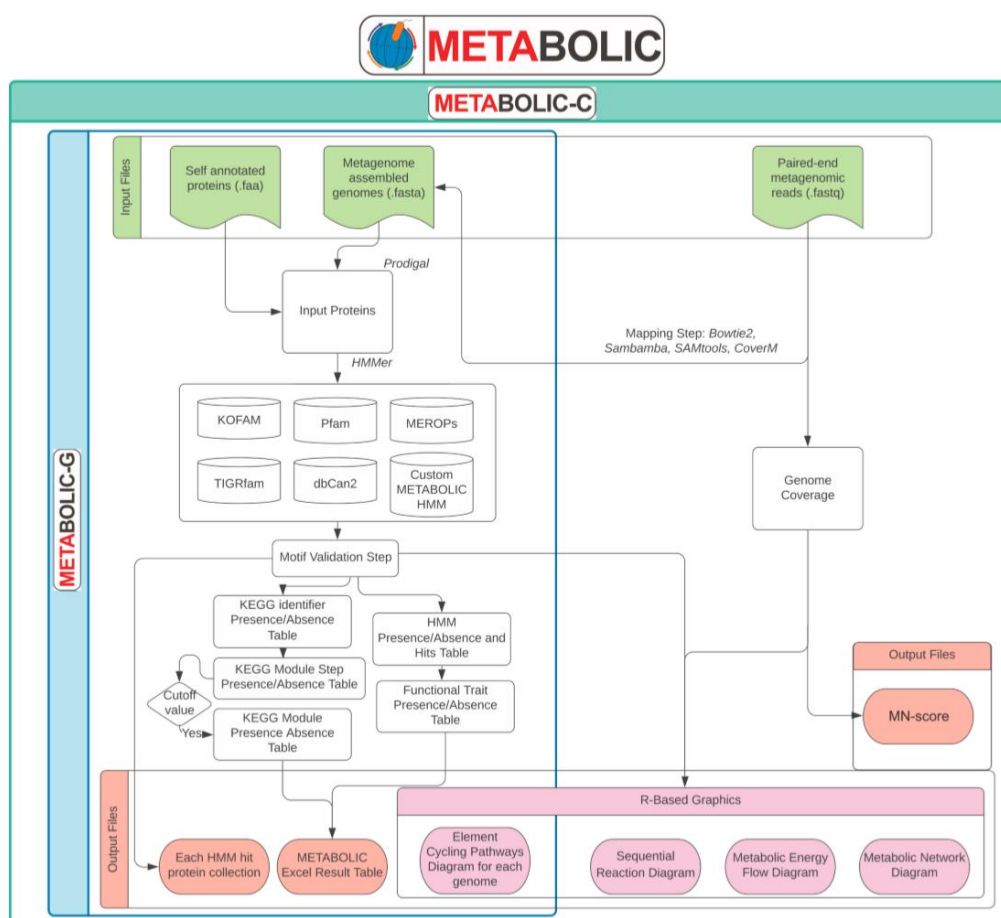 METABOLIC
METABOLIC-C
METABOLIC-G
Input Files
Self annotated
proteins (.faa)
Metagenome
assembled
genomes (.fasta)
Paired-end
metagenomic
reads (.fastq)
Prodigal
Input Proteins
Mapping Step: Bowtie2,
Sambamba, SAMtools, CoverM
HMMer
KOFAM
Pfam
MEROPs
TIGRfam
dbCan2
Custom
METABOLIC
HMM
Genome
Coverage
Motif Validation Step
KEGG identifier
Presence/Absence
Table
HMM
Presence/Absence and
Hits Table
KEGG Module Step
Presence/Absence Table
Functional Trait
Presence/Absence
Table
Cutoff
value
Yes
KEGG Module
Presence Absence
Table
Output Files
MN-score
Output Files
R-Based Graphics
Each HMM hit
protein collection
METABOLIC
Excel Result Table
Element
Cycling Pathways
Diagram for each
genome
Sequential
Reaction Diagram
Metabolic Energy
Flow Diagram
Metabolic Network
Diagram